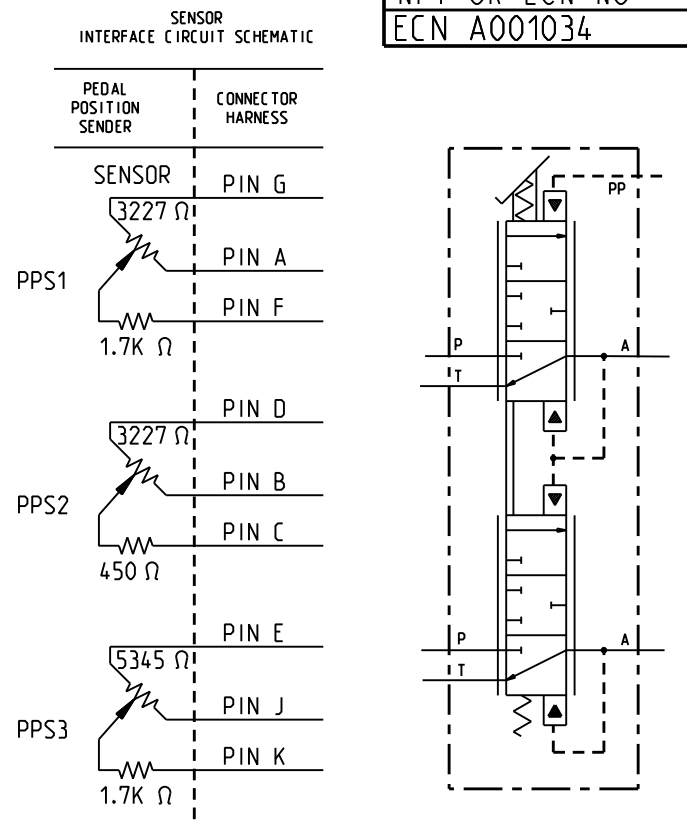 SENSOR
INTERFACE CIRCUIT SCHEMATIC
PEDAL
POSITION
SENDER
CONNECTOR
HARNESS
SENSOR
PIN G
3227 Ω
PIN A
PPS1
PIN F
1.7K Ω
PIN D
3227 Ω
PIN B
PPS2
PIN C
450 Ω
PIN E
5345 Ω
PIN J
PPS3
PIN K
1.7K Ω
ECN A001034
PP
P
A
T
P
A
T